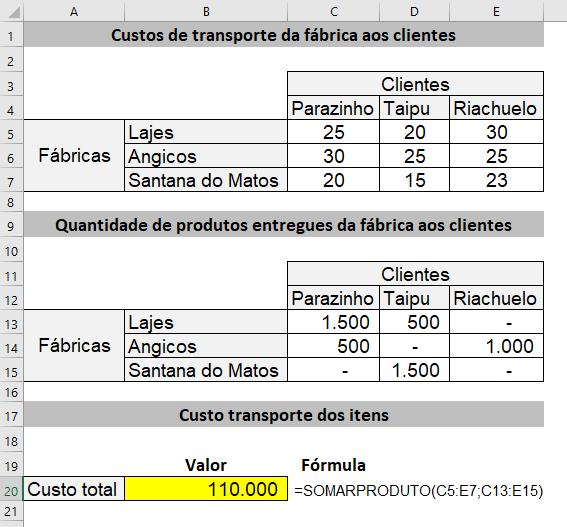 A B C D E
1 Custos de transporte da fábrica aos clientes
2
3 Clientes
4 Parazinho Taipu Riachuelo
5 Lajes 25 20 30
6 Fábricas Angicos 30 25 25
7 Santana do Matos 20 15 23
8
9 Quantidade de produtos entregues da fábrica aos clientes
10
11 Clientes
12 Parazinho Taipu Riachuelo
13 Lajes 1.500 500 -
14 Fábricas Angicos 500 - 1.000
15 Santana do Matos - 1.500 -
16
17 Custo transporte dos itens
18
19 Valor Fórmula
20 Custo total 110.000 =SOMARPRODUTO(C5:E7;C13:E15)
21